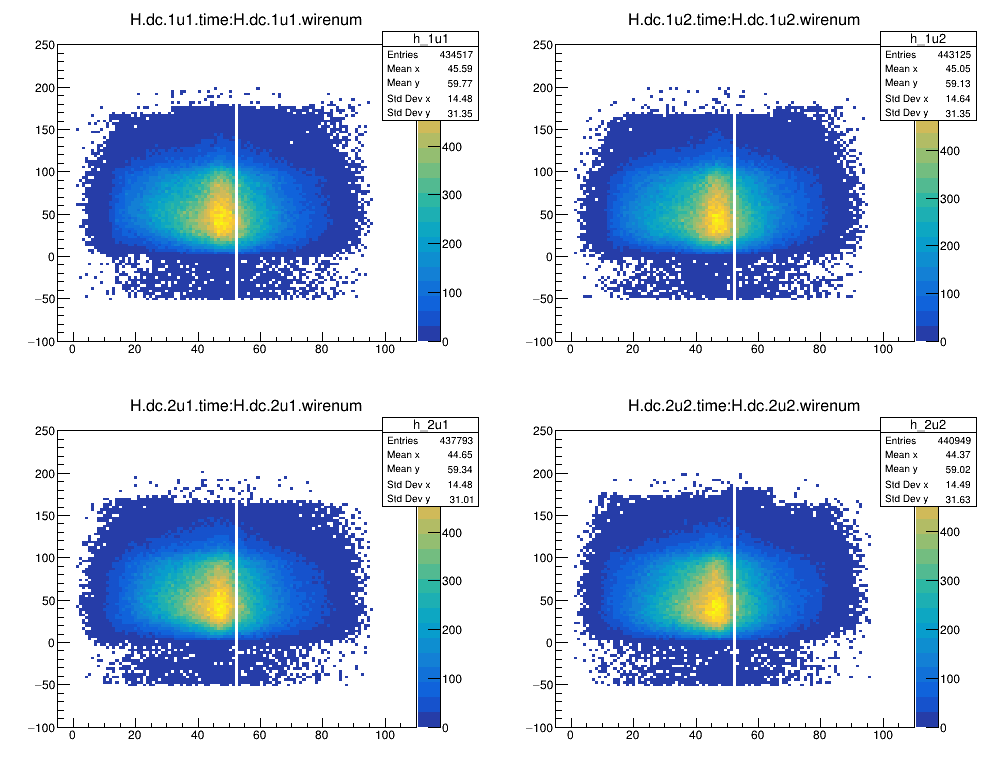 H.dc.1u1.time:H.dc.1u1.wirenum
h_1u1
Entries 434517
Mean x 45.59
Mean y 59.77
Std Dev x 14.48
Std Dev y 31.35
250
200
150
100
50
0
−50
−100
0 20 40 60 80 100
400
300
200
100
0
H.dc.1u2.time:H.dc.1u2.wirenum
h_1u2
Entries 443125
Mean x 45.05
Mean y 59.13
Std Dev x 14.64
Std Dev y 31.35
250
200
150
100
50
0
−50
−100
0 20 40 60 80 100
400
300
200
100
0
H.dc.2u1.time:H.dc.2u1.wirenum
h_2u1
Entries 437793
Mean x 44.65
Mean y 59.34
Std Dev x 14.48
Std Dev y 31.01
250
200
150
100
50
0
−50
−100
0 20 40 60 80 100
400
300
200
100
0
H.dc.2u2.time:H.dc.2u2.wirenum
h_2u2
Entries 440949
Mean x 44.37
Mean y 59.02
Std Dev x 14.49
Std Dev y 31.63
250
200
150
100
50
0
−50
−100
0 20 40 60 80 100
400
300
200
100
0